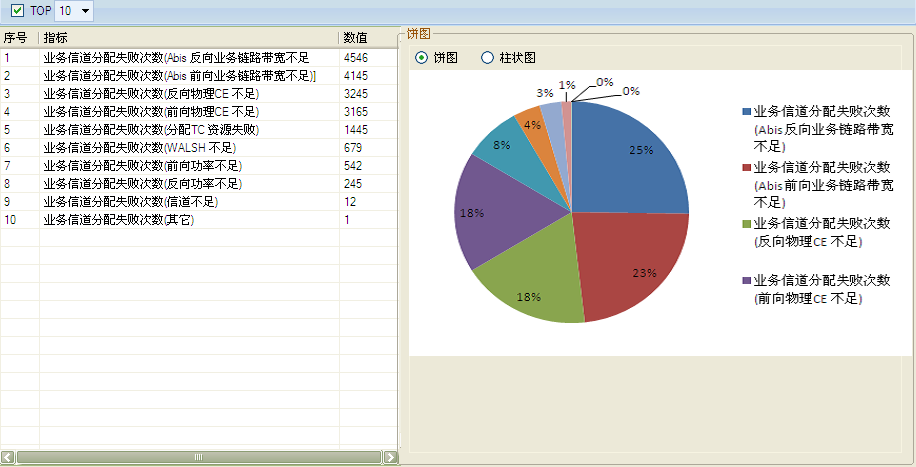 TOP 10
序号 指标 数值
1 业务信道分配失败次数(Abis 反向业务链路带宽不足 4546
2 业务信道分配失败次数(Abis 前向业务链路带宽不足)] 4145
3 业务信道分配失败次数(反向物理CE 不足) 3245
4 业务信道分配失败次数(前向物理CE 不足) 3165
5 业务信道分配失败次数(分配TC 资源失败) 1445
6 业务信道分配失败次数(WALSH 不足) 679
7 业务信道分配失败次数(前向功率不足) 542
8 业务信道分配失败次数(反向功率不足) 245
9 业务信道分配失败次数(信道不足) 12
10 业务信道分配失败次数(其它) 1
饼图
饼图 柱状图
25%
23%
18%
18%
8%
4%
3%
1%
0%
0%
业务信道分配失败次数
(Abis 反向业务链路带宽
不足)
业务信道分配失败次数
(Abis 前向业务链路带宽
不足)
业务信道分配失败次数
(反向物理CE 不足)
业务信道分配失败次数
(前向物理CE 不足)